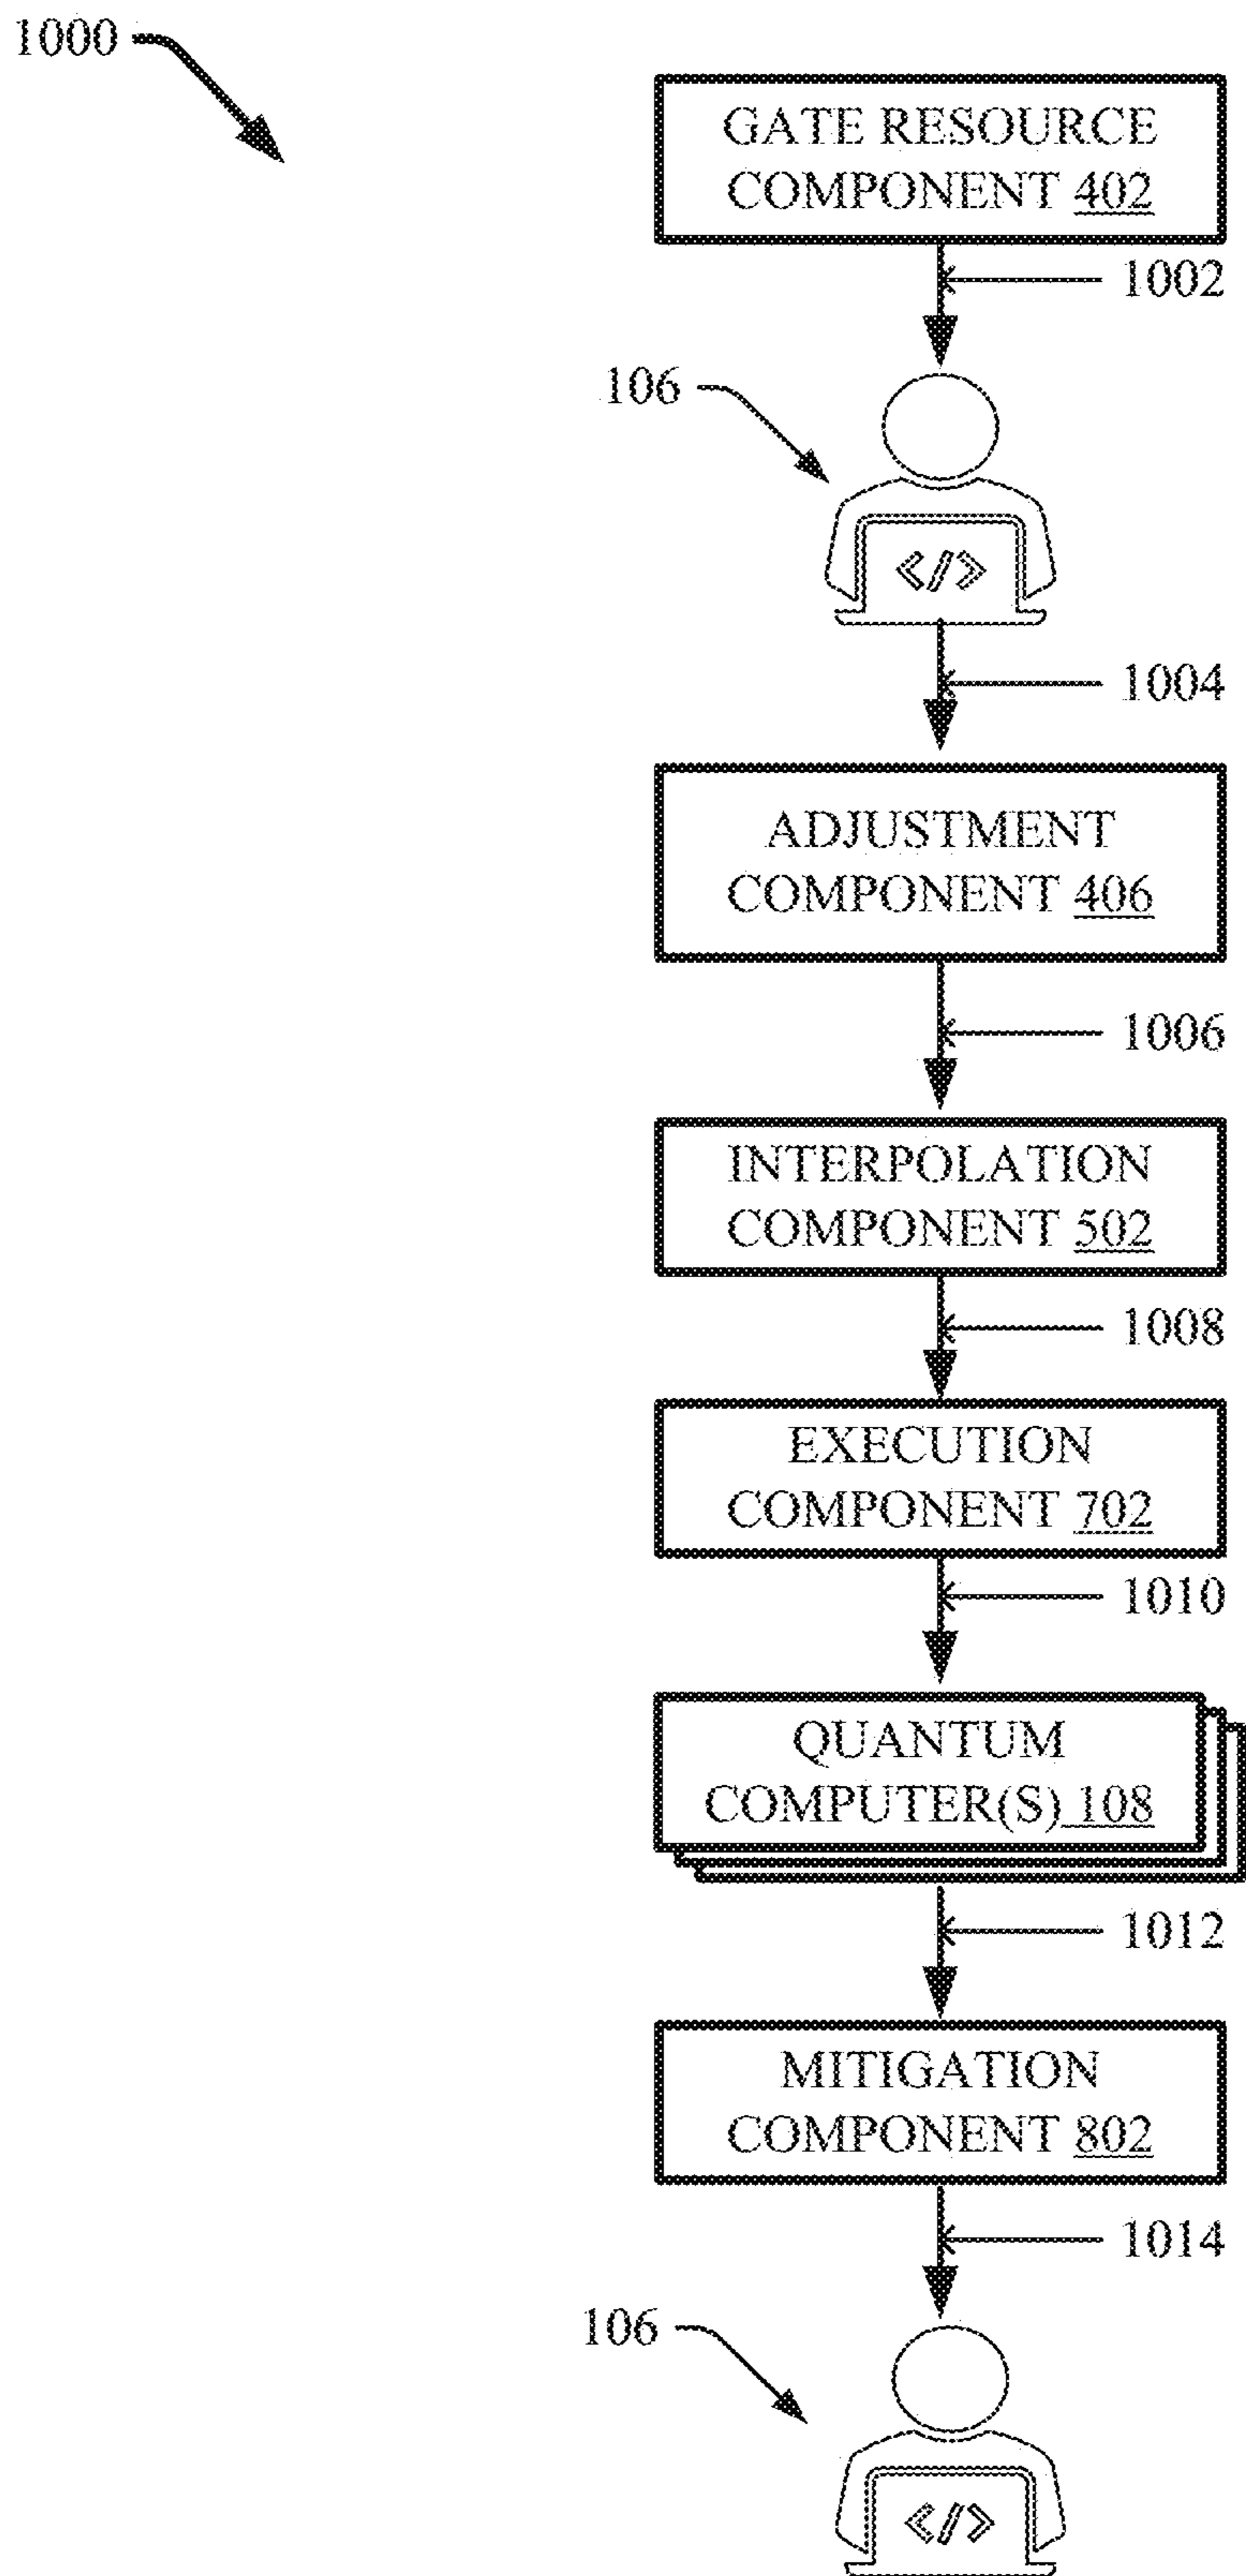 1000
GATE RESOURCE
COMPONENT 402
1002
106
</>
1004
ADJUSTMENT
COMPONENT 406
1006
INTERPOLATION
COMPONENT 502
1008
EXECUTION
COMPONENT 702
1010
QUANTUM
COMPUTER(S) 108
1012
MITIGATION
COMPONENT 802
1014
106
</>